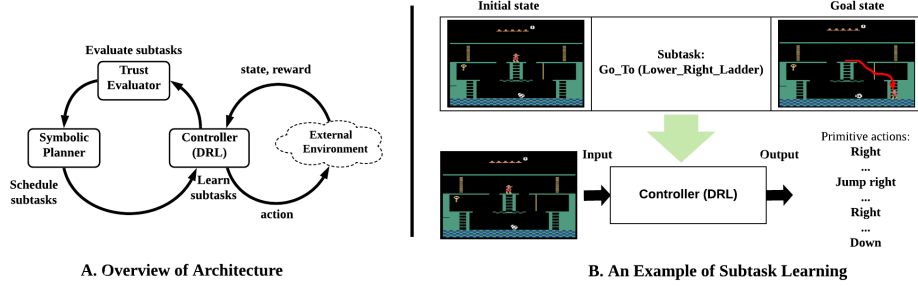 Evaluate subtasks
Trust
Evaluator
state, reward
Symbolic
Planner
Controller
(DRL)
External
Environment
Schedule
subtasks
Learn
subtasks
action
A. Overview of Architecture
Initial state
Goal state
Subtask:
Go_To (Lower_Right_Ladder)
Input
Controller (DRL)
Output
Primitive actions:
Right
...
Jump right
...
Right
...
Down
B. An Example of Subtask Learning